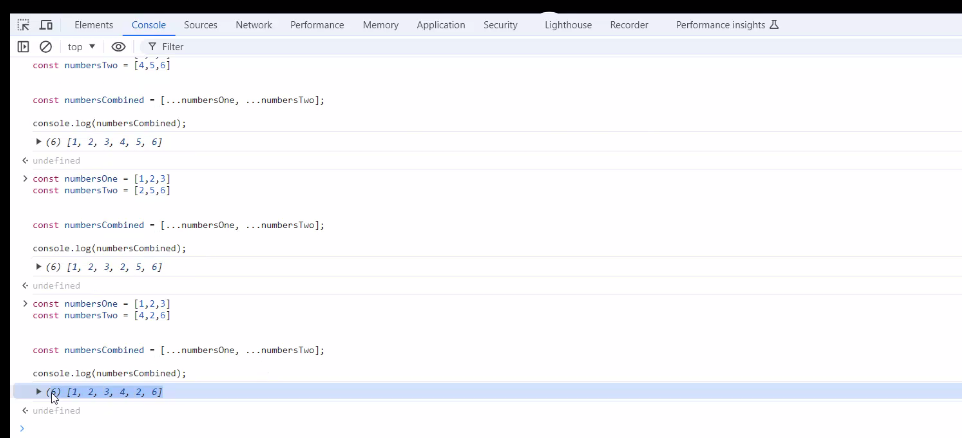 Elements Console Sources Network Performance Memory Application Security Lighthouse Recorder Performance insights
top Filter
const numbersTwo = [4,5,6]
const numbersCombined = [...numbersOne, ...numbersTwo];
console.log(numbersCombined);
(6) [1, 2, 3, 4, 5, 6]
undefined
const numbersOne = [1,2,3]
const numbersTwo = [2,5,6]
const numbersCombined = [...numbersOne, ...numbersTwo];
console.log(numbersCombined);
(6) [1, 2, 3, 2, 5, 6]
undefined
const numbersOne = [1,2,3]
const numbersTwo = [4,2,6]
const numbersCombined = [...numbersOne, ...numbersTwo];
console.log(numbersCombined);
(6) [1, 2, 3, 4, 2, 6]
undefined